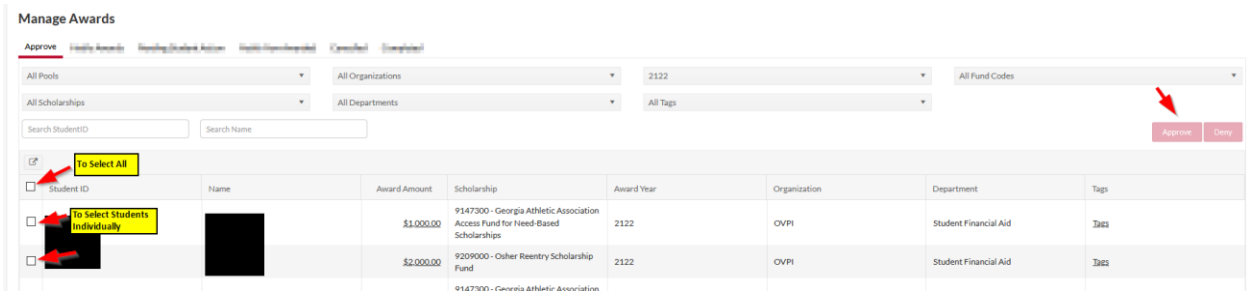 Manage Awards
Approve
All Pools All Organizations 2122 All Fund Codes
All Scholarships All Departments All Tags
Search StudentID Search Name Approve Deny
To Select All
Student ID Name Award Amount Scholarship Award Year Organization Department Tags
To Select Students
Individually
9147300 - Georgia Athletic Association
$1,000.00 Access Fund for Need-Based 2122 OVPI Student Financial Aid Tags
Scholarships
9209000 - Osher Reentry Scholarship
$2,000.00 Fund 2122 OVPI Student Financial Aid Tags
9147300 - Georgia Athletic Association